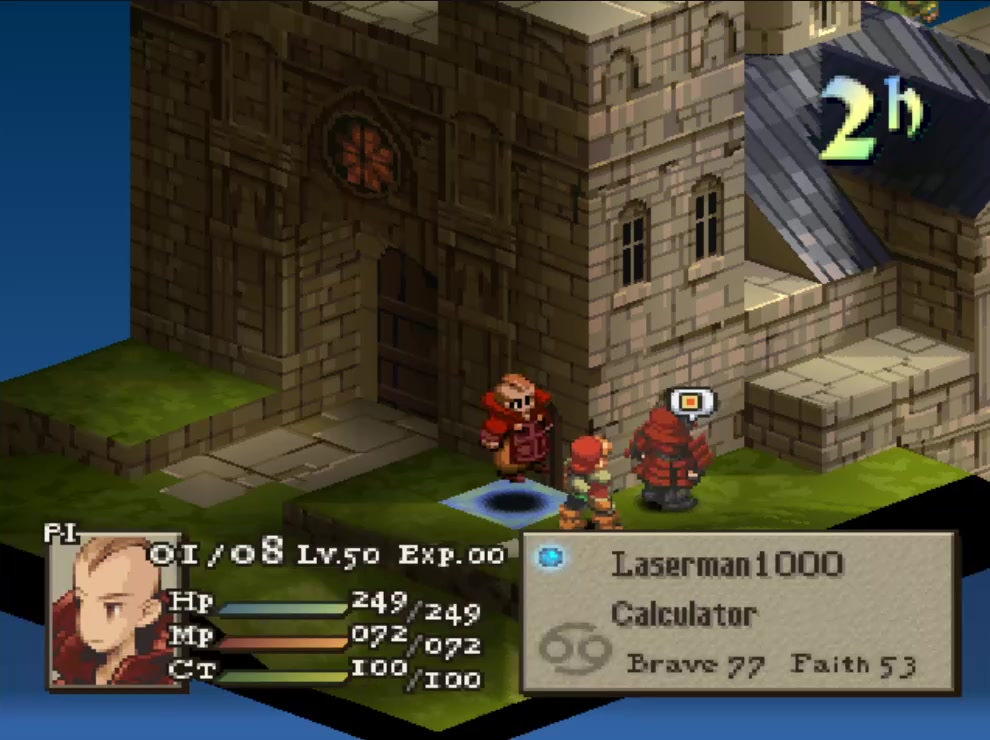 2h
P.I
01/08 Lv.50 Exp.00
Hp 249/249
Mp 072/072
CT 100/100
Laserman1000
Calculator
Brave 77 Faith 53